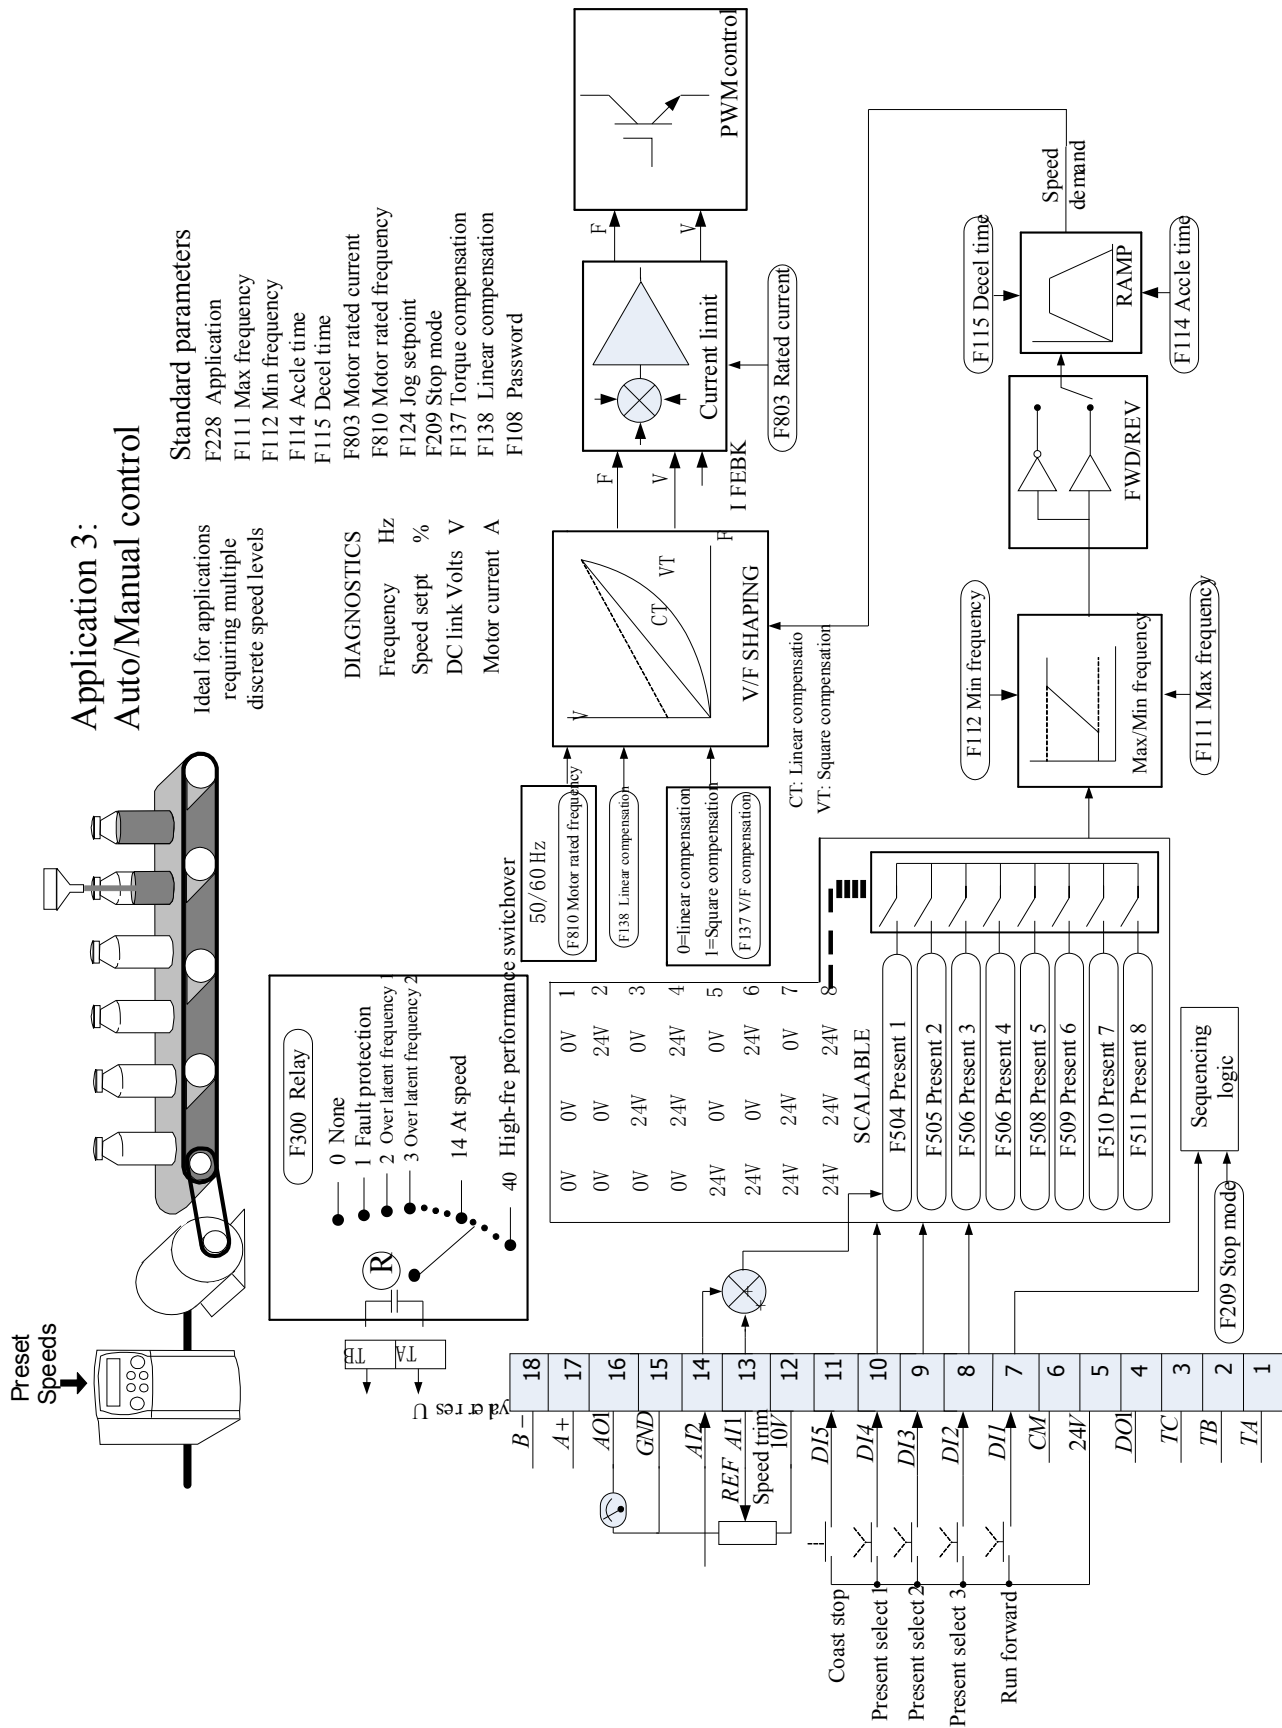 Preset
Speeds
Application 3:
Auto/Manual control
Ideal for applications
requiring multiple
discrete speed levels
Standard parameters
F228 Application
F111 Max frequency
F112 Min frequency
F114 Accle time
F115 Decel time
F803 Motor rated current
F810 Motor rated frequency
F124 Jog setpoint
F209 Stop mode
F137 Torque compensation
F138 Linear compensation
F108 Password
DIAGNOSTICS
Frequency Hz
Speed setpt %
DC link Volts V
Motor current A
F300 Relay
0 None
1 Fault protection
2 Over latent frequency 1
3 Over latent frequency 2
14 At speed
40 High-fre performance switchover
R
TB
TA
U
B -
A+
AO1
GND
AI2
REF AI1
Speed trim
10V
DI5
DI4
DI3
DI2
DI1
CM
24V
DO1
TC
TB
TA
18
17
16
15
14
13
12
11
10
9
8
7
6
5
4
3
2
1
Coast stop
Present select 1
Present select 2
Present select 3
Run forward
0V 0V 0V 1
0V 0V 24V 2
0V 24V 0V 3
0V 24V 24V 4
24V 0V 0V 5
24V 0V 24V 6
24V 24V 0V 7
24V 24V 24V 8
SCALABLE
F504 Present 1
F505 Present 2
F506 Present 3
F506 Present 4
F508 Present 5
F509 Present 6
F510 Present 7
F511 Present 8
Sequencing
logic
F209 Stop mode
50/60 Hz
F810 Motor rated frequency
F138 Linear compensation
0=linear compensation
1=Square compensation
F137 V/F compensation
V
CT
VT
F
V/F SHAPING
CT: Linear compensatio
VT: Square compensation
F
V
I FEBK
Current limit
F803 Rated current
F
V
PWM control
F112 Min frequency
Max/Min frequency
F111 Max frequency
FWD/REV
F115 Decel time
RAMP
F114 Accle time
Speed
demand